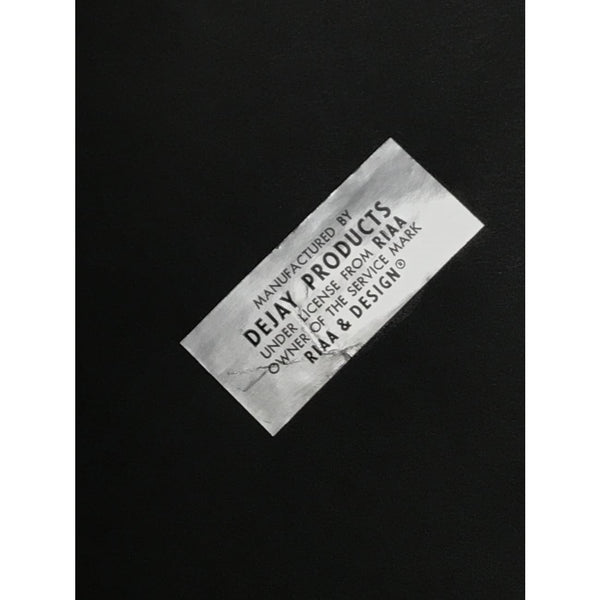 MANUFACTURED BY
DEJAY PRODUCTS
UNDER LICENSE FROM RIAA
OWNER OF THE SERVICE MARK
RIAA & DESIGN®